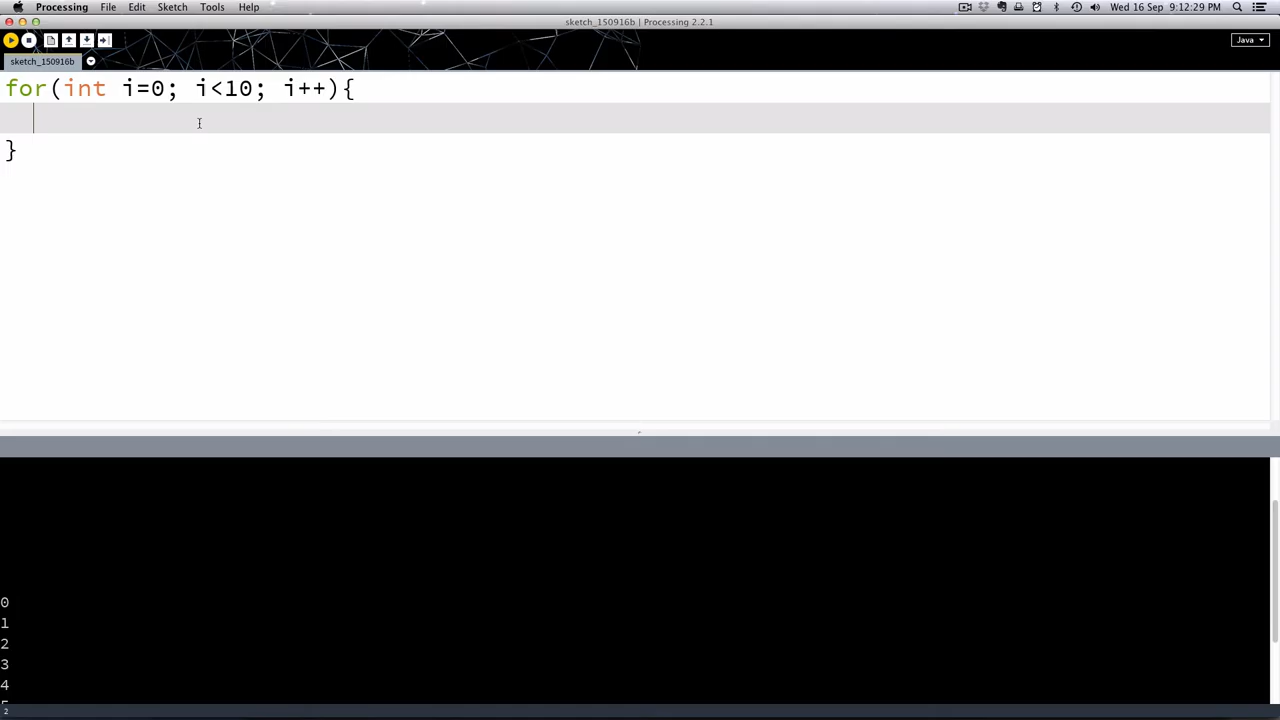 Processing File Edit Sketch Tools Help Wed 16 Sep 9:12:29 PM
sketch_150916b | Processing 2.2.1
Java
sketch_150916b
for(int i=0; i<10; i++){
}
0
1
2
3
4
2